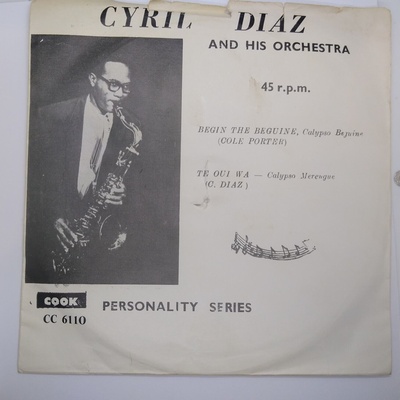 CYRIL DIAZ
AND HIS ORCHESTRA
45 r.p.m.
BEGIN THE BEGUINE, Calypso Beguine
(COLE PORTER)
TE OUI WA — Calypso Merengue
(C. DIAZ)
COOK
CC 6110
PERSONALITY SERIES